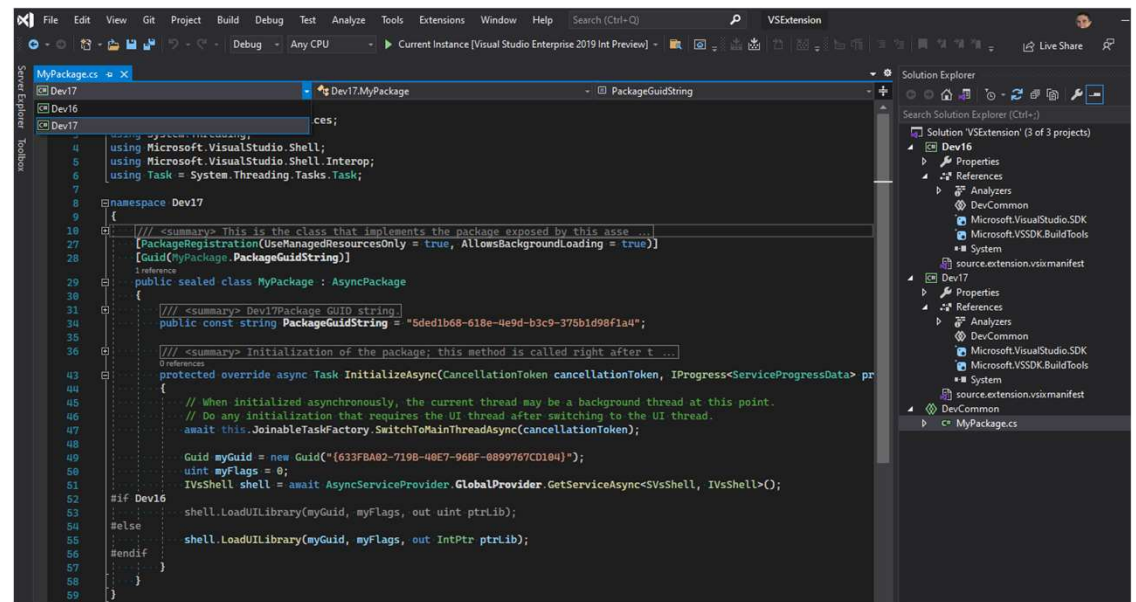 File Edit View Git Project Build Debug Test Analyze Tools Extensions Window Help Search (Ctrl+Q) VSExtension
Debug Any CPU Current Instance [Visual Studio Enterprise 2019 Int Preview] Live Share
Server Explorer
Toolbox
MyPackage.cs
Dev17 Dev17.MyPackage PackageGuidString
Dev16
Dev17
ces;
4 using Microsoft.VisualStudio.Shell;
5 using Microsoft.VisualStudio.Shell.Interop;
6 using Task = System.Threading.Tasks.Task;
7
8 namespace Dev17
9 {
10 /// <summary> This is the class that implements the package exposed by this asse ...
27 [PackageRegistration(UseManagedResourcesOnly = true, AllowsBackgroundLoading = true)]
28 [Guid(MyPackage.PackageGuidString)]
1 reference
29 public sealed class MyPackage : AsyncPackage
30 {
31 /// <summary> Dev17Package GUID string.
34 public const string PackageGuidString = "5ded1b68-618e-4e9d-b3c9-375b1d98f1a4";
35
36 /// <summary> Initialization of the package; this method is called right after t ...
0 references
43 protected override async Task InitializeAsync(CancellationToken cancellationToken, IProgress<ServiceProgressData> pr
44 {
45 // When initialized asynchronously, the current thread may be a background thread at this point.
46 // Do any initialization that requires the UI thread after switching to the UI thread.
47 await this.JoinableTaskFactory.SwitchToMainThreadAsync(cancellationToken);
48
49 Guid myGuid = new Guid("{633FBA02-719B-40E7-96BF-0899767CD104}");
50 uint myFlags = 0;
51 IVsShell shell = await AsyncServiceProvider.GlobalProvider.GetServiceAsync<SVsShell, IVsShell>();
52 #if Dev16
53 shell.LoadUILibrary(myGuid, myFlags, out uint ptrLib);
54 #else
55 shell.LoadUILibrary(myGuid, myFlags, out IntPtr ptrLib);
56 #endif
57 }
58 }
59 }
Solution Explorer
Search Solution Explorer (Ctrl+;)
Solution 'VSExtension' (3 of 3 projects)
Dev16
Properties
References
Analyzers
DevCommon
Microsoft.VisualStudio.SDK
Microsoft.VSSDK.BuildTools
System
source.extension.vsixmanifest
Dev17
Properties
References
Analyzers
DevCommon
Microsoft.VisualStudio.SDK
Microsoft.VSSDK.BuildTools
System
source.extension.vsixmanifest
DevCommon
C# MyPackage.cs